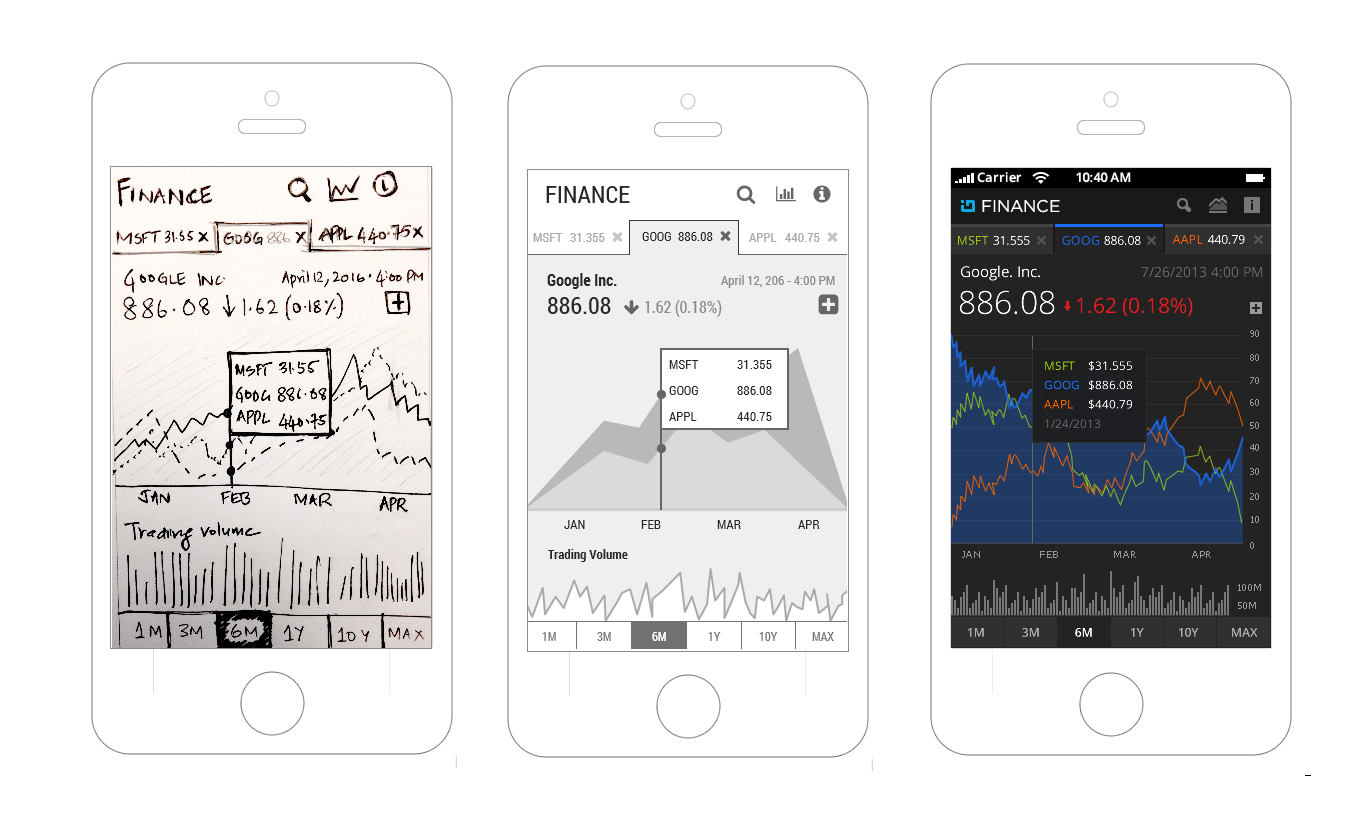 FINANCE
MSFT 31.55 X GOOG 886 X APPL 440.75 X
GOOGLE INC. April 12, 2016 · 4:00 PM
886.08 ↓ 1.62 (0.18%)
MSFT 31.55
GOOG 886.08
APPL 440.75
JAN FEB MAR APR
Trading volume
1M 3M 6M 1Y 10Y MAX
FINANCE
MSFT 31.355 GOOG 886.08 APPL 440.75
Google Inc. April 12, 206 - 4:00 PM
886.08 1.62 (0.18%)
MSFT 31.355
GOOG 886.08
APPL 440.75
JAN FEB MAR APR
Trading Volume
1M 3M 6M 1Y 10Y MAX
Carrier 10:40 AM
FINANCE
MSFT 31.555 GOOG 886.08 AAPL 440.79
Google. Inc. 7/26/2013 4:00 PM
886.08 1.62 (0.18%)
90
80
70
60
50
40
30
20
10
0
MSFT $31.555
GOOG $886.08
AAPL $440.79
1/24/2013
JAN FEB MAR APR
100M
50M
1M 3M 6M 1Y 10Y MAX